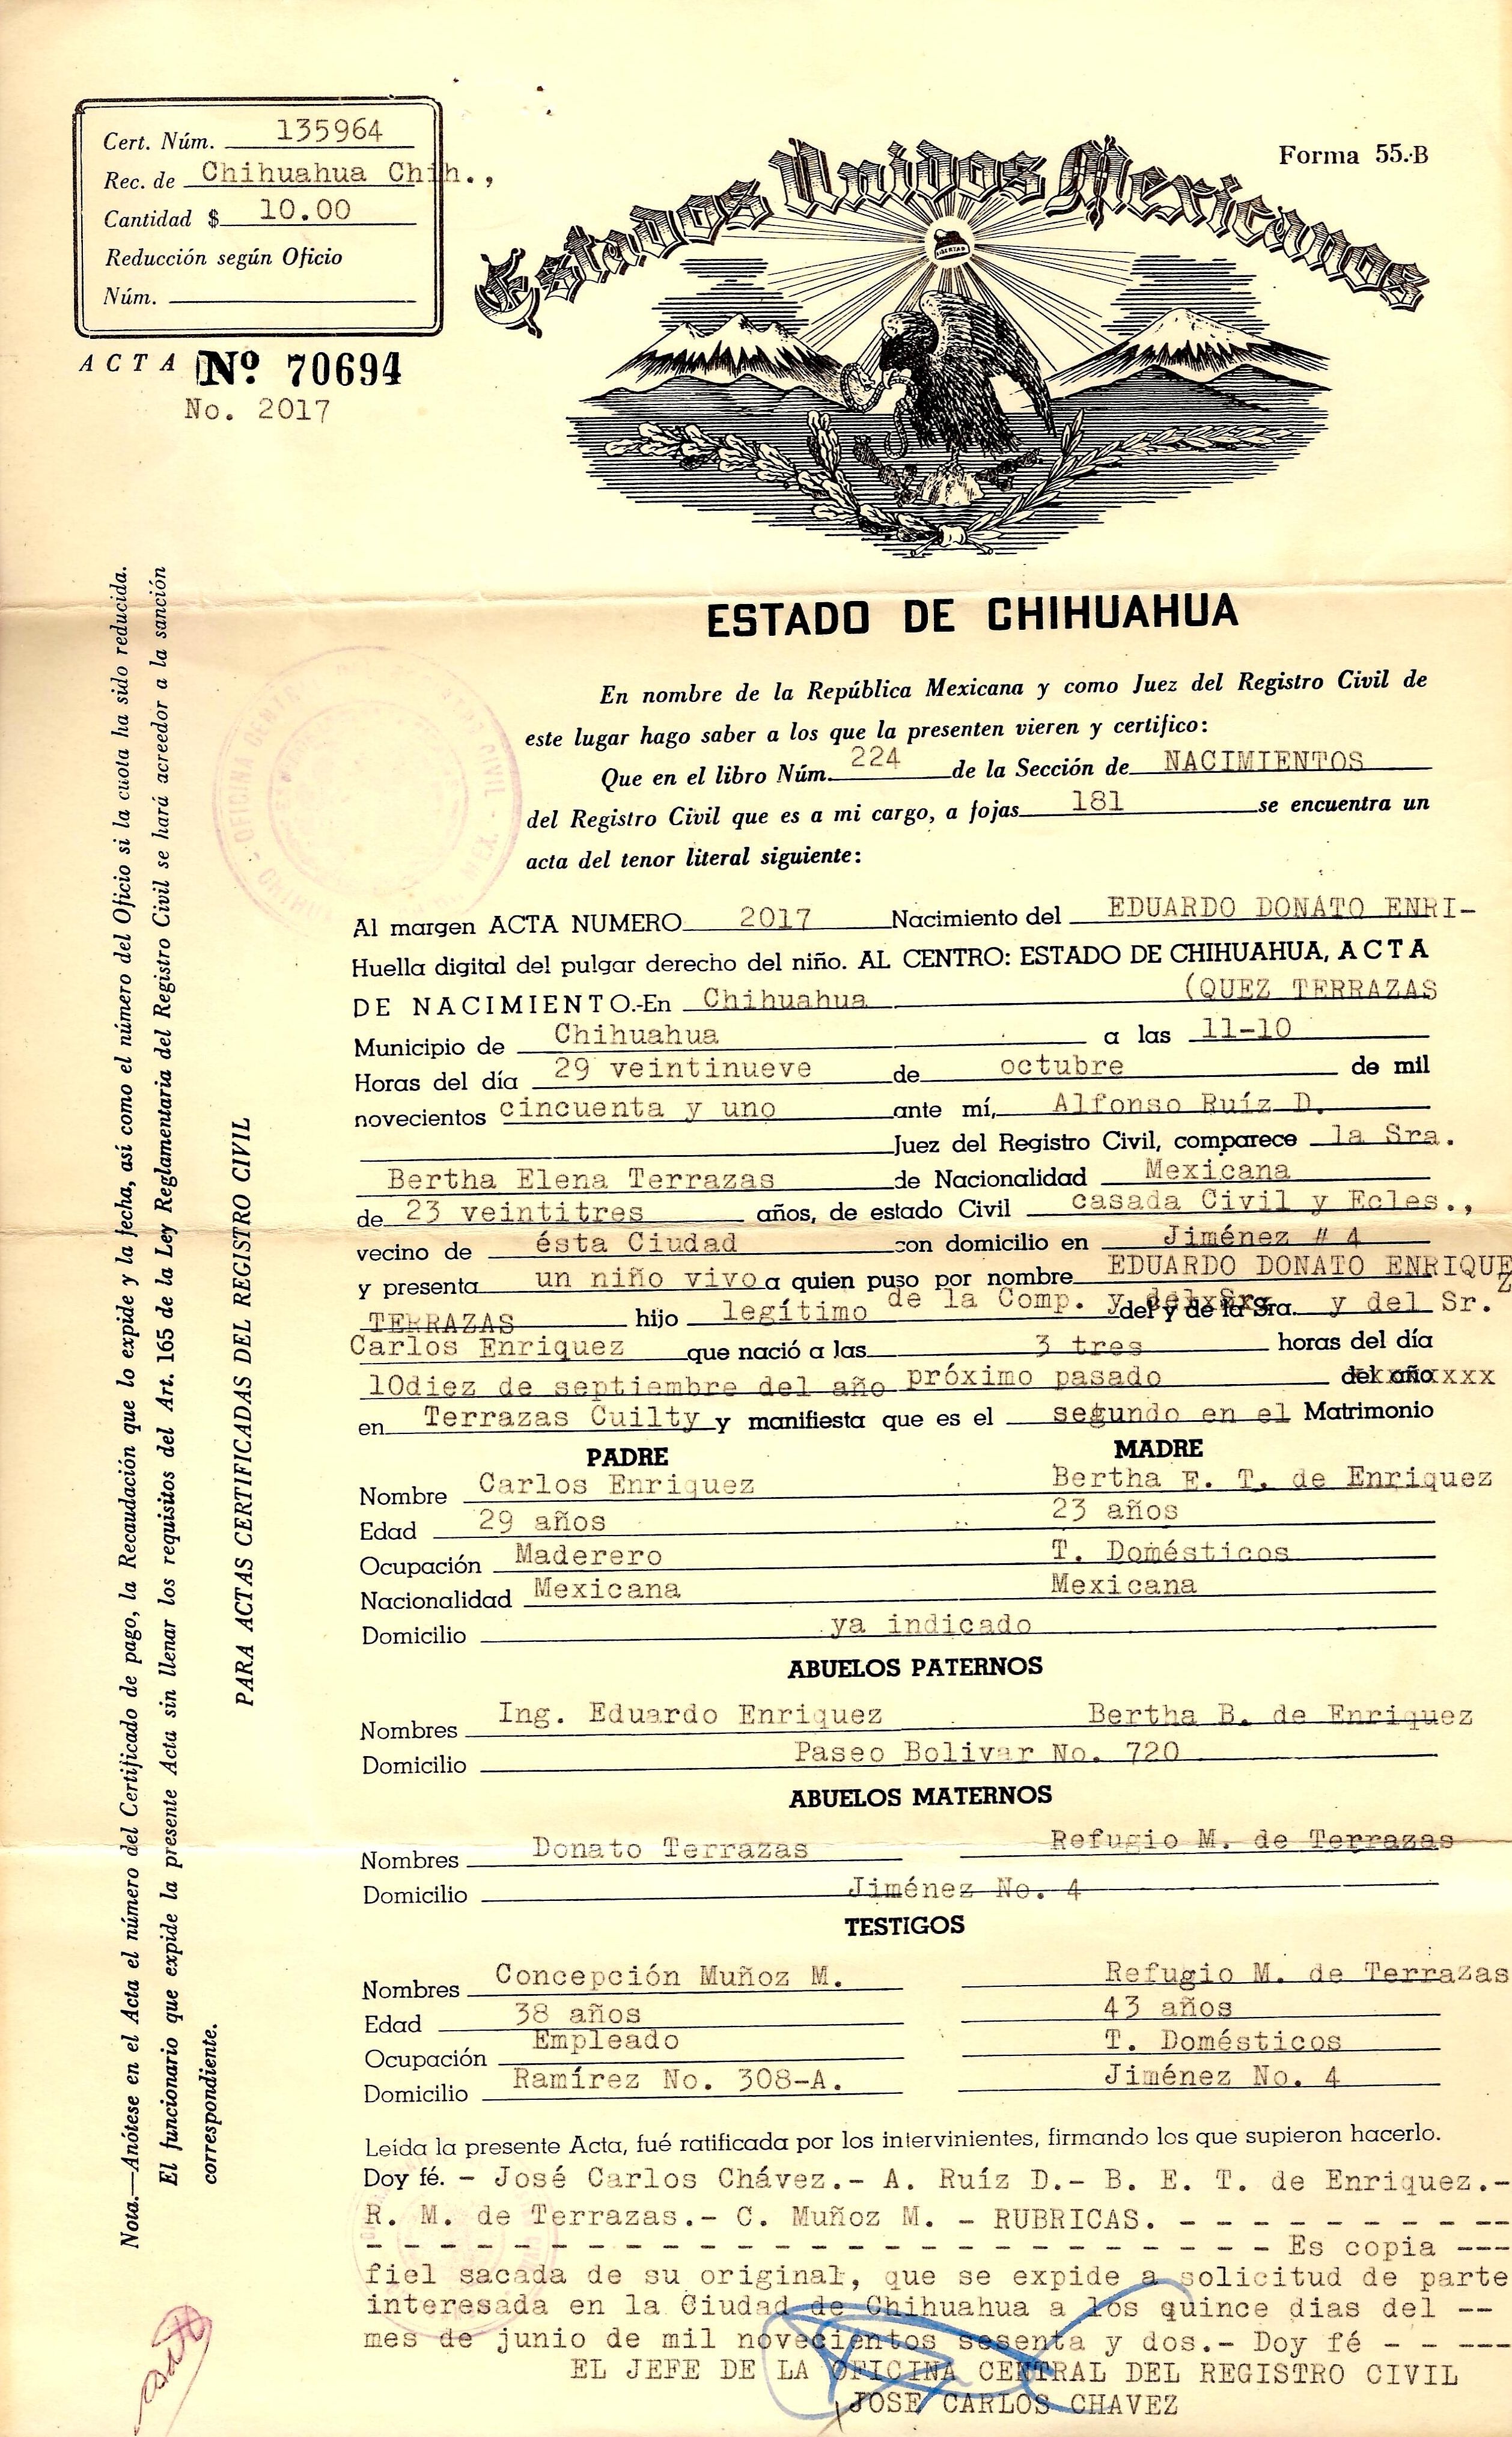 Cert. Núm. 135964
Rec. de Chihuahua Chih.,
Cantidad $ 10.00
Reducción según Oficio
Núm.
ACTA Nº 70694
No. 2017
Forma 55.-B
Estados Unidos Mexicanos
LIBERTAD
ESTADO DE CHIHUAHUA
En nombre de la República Mexicana y como Juez del Registro Civil de
este lugar hago saber a los que la presenten vieren y certifico:
Que en el libro Núm. 224 de la Sección de NACIMIENTOS
del Registro Civil que es a mi cargo, a fojas 181 se encuentra un
acta del tenor literal siguiente:
Al margen ACTA NUMERO 2017 Nacimiento del EDUARDO DONATO ENRI-
Huella digital del pulgar derecho del niño. AL CENTRO: ESTADO DE CHIHUAHUA, ACTA
DE NACIMIENTO.-En Chihuahua (QUEZ TERRAZAS
Municipio de Chihuahua a las 11-10
Horas del día 29 veintinueve de octubre de mil
novecientos cincuenta y uno ante mí, Alfonso Ruíz D.
Juez del Registro Civil, comparece la Sra.
Bertha Elena Terrazas de Nacionalidad Mexicana
de 23 veintitres años, de estado Civil casada Civil y Ecles.,
vecino de ésta Ciudad con domicilio en Jiménez # 4
y presenta un niño vivo a quien puso por nombre EDUARDO DONATO ENRIQUEZ
TERRAZAS hijo legítimo de la Comp. y del y de la Sra. y del Sr.
Carlos Enriquez que nació a las 3 tres horas del día
10diez de septiembre del año próximo pasado del año xxx
en Terrazas Cuilty y manifiesta que es el segundo en el Matrimonio
PADRE MADRE
Nombre Carlos Enriquez Bertha E. T. de Enriquez
Edad 29 años 23 años
Ocupación Maderero T. Domésticos
Nacionalidad Mexicana Mexicana
Domicilio ya indicado
ABUELOS PATERNOS
Nombres Ing. Eduardo Enriquez Bertha B. de Enriquez
Domicilio Paseo Bolivar No. 720
ABUELOS MATERNOS
Nombres Donato Terrazas Refugio M. de Terrazas
Domicilio Jiménez No. 4
TESTIGOS
Nombres Concepción Muñoz M. Refugio M. de Terrazas
Edad 38 años 43 años
Ocupación Empleado T. Domésticos
Domicilio Ramírez No. 308-A. Jiménez No. 4
Leída la presente Acta, fué ratificada por los intervinientes, firmando los que supieron hacerlo.
Doy fé. - José Carlos Chávez.- A. Ruíz D.- B. E. T. de Enriquez.-
R. M. de Terrazas.- C. Muñoz M. - RUBRICAS. - - - - - - - - - --
- - - - - - - - - - - - - - - - - - - - - - - - - Es copia ---
fiel sacada de su original, que se expide a solicitud de parte
interesada en la Ciudad de Chihuahua a los quince dias del --
mes de junio de mil novecientos sesenta y dos.- Doy fé - - ---
EL JEFE DE LA OFICINA CENTRAL DEL REGISTRO CIVIL
JOSE CARLOS CHAVEZ
Nota.—Anótese en el Acta el número del Certificado de pago, la Recaudación que lo expide y la fecha, así como el número del Oficio si la cuota ha sido reducida.
El funcionario que expide la presente Acta sin llenar los requisitos del Art. 165 de la Ley Reglamentaria del Registro Civil se hará acreedor a la sanción
correspondiente.
PARA ACTAS CERTIFICADAS DEL REGISTRO CIVIL